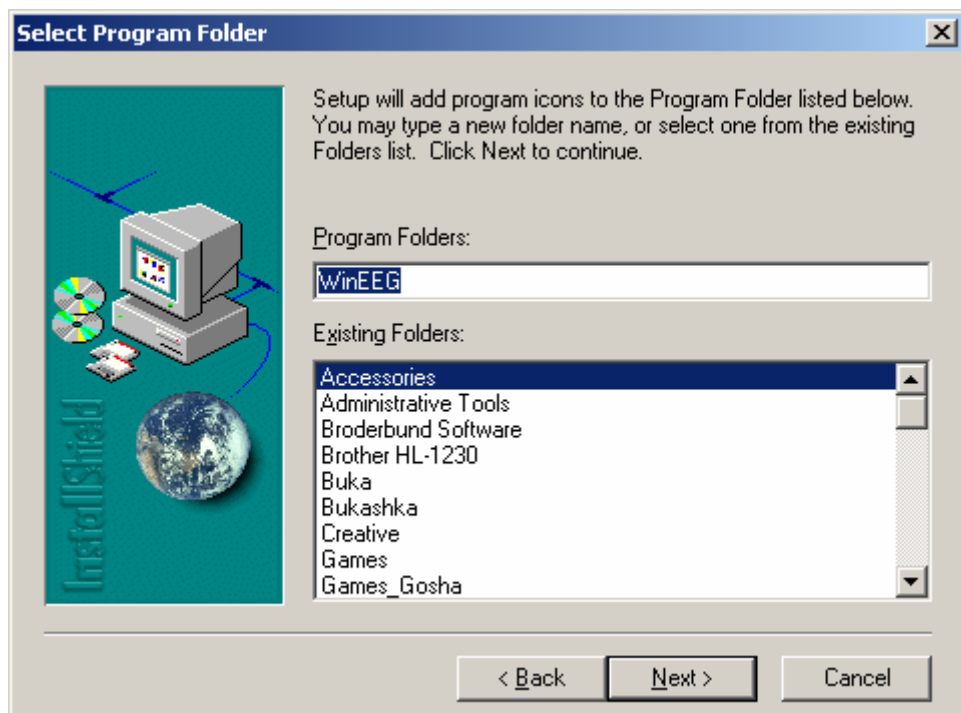 Select Program Folder
Setup will add program icons to the Program Folder listed below.
You may type a new folder name, or select one from the existing
Folders list. Click Next to continue.
Program Folders:
WinEEG
Existing Folders:
Accessories
Administrative Tools
Broderbund Software
Brother HL-1230
Buka
Bukashka
Creative
Games
Games_Gosha
InstallShield
< Back
Next >
Cancel